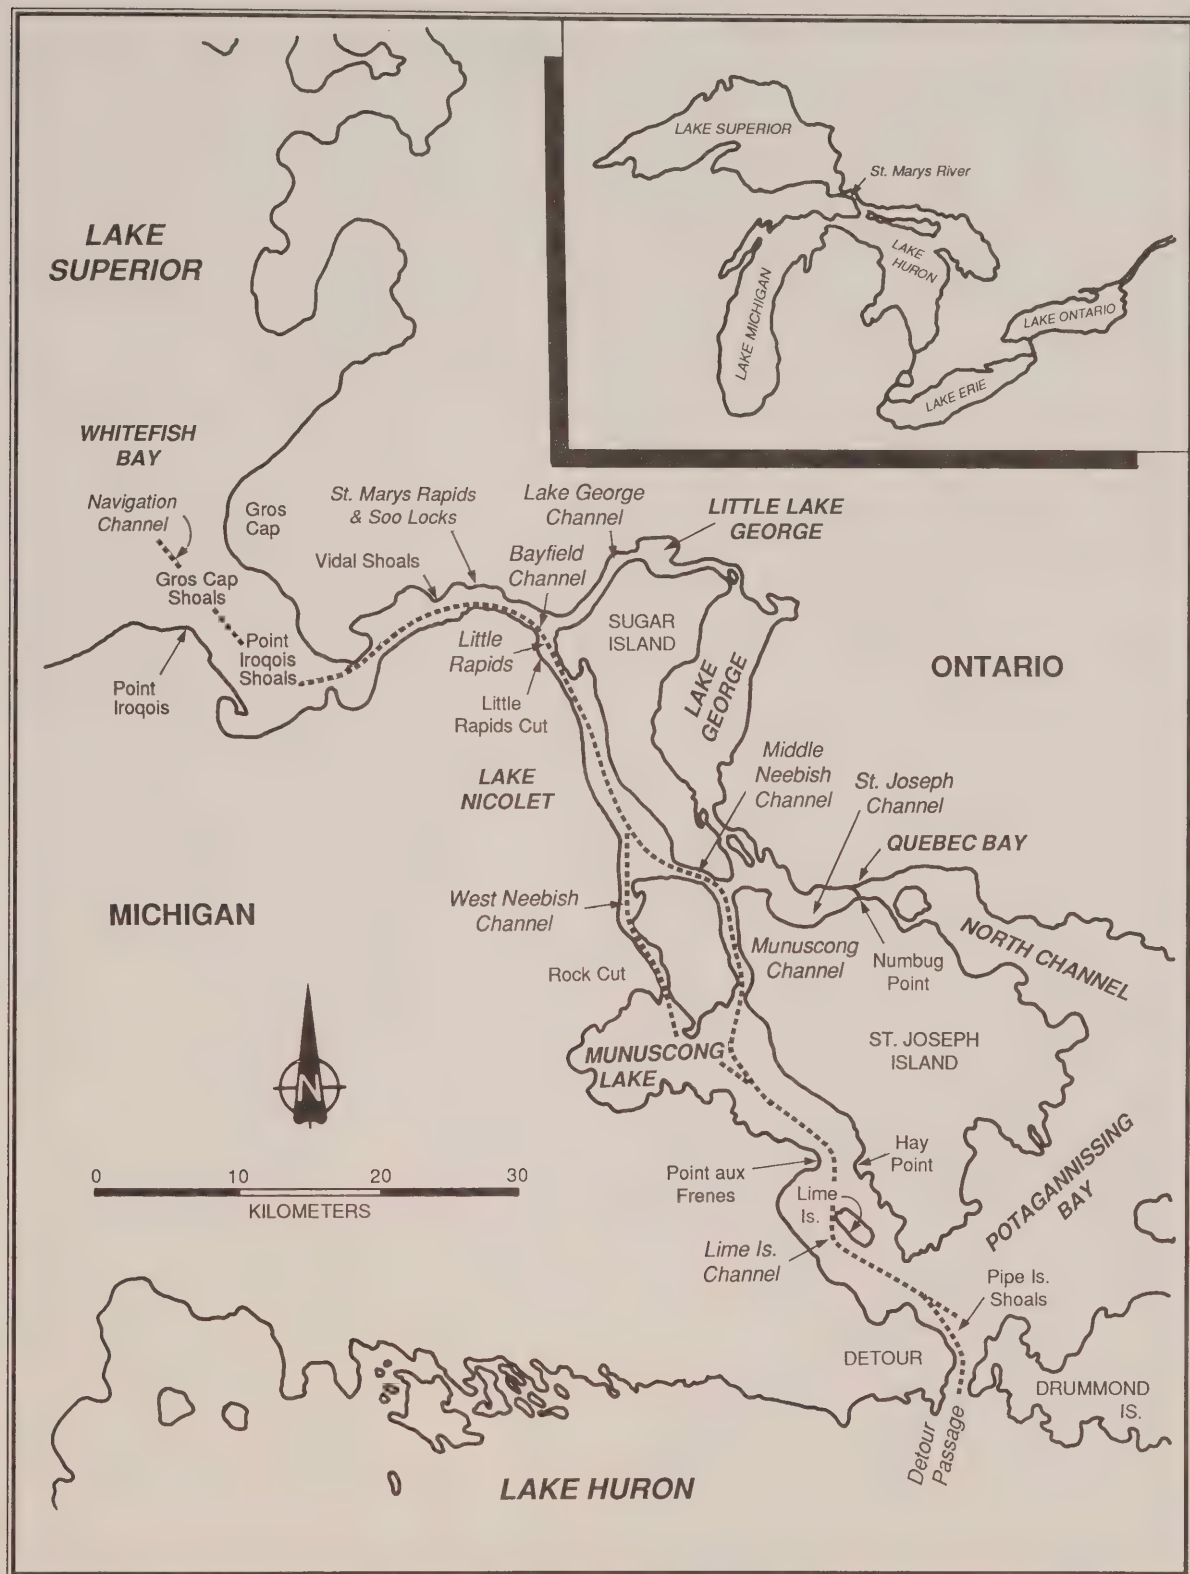 LAKE SUPERIOR
St. Marys River
LAKE
HURON
LAKE MICHIGAN
LAKE ONTARIO
LAKE ERIE
LAKE
SUPERIOR
WHITEFISH
BAY
Navigation
Channel
Gros
Cap
Gros Cap
Shoals
Point
Iroqois
Shoals
Point
Iroqois
St. Marys Rapids
& Soo Locks
Vidal Shoals
Lake George
Channel
LITTLE LAKE
GEORGE
Bayfield
Channel
Little
Rapids
Little
Rapids Cut
SUGAR
ISLAND
LAKE
GEORGE
ONTARIO
LAKE
NICOLET
Middle
Neebish
Channel
St. Joseph
Channel
QUEBEC BAY
MICHIGAN
West Neebish
Channel
Munuscong
Channel
Numbug
Point
NORTH CHANNEL
Rock Cut
MUNUSCONG
LAKE
ST. JOSEPH
ISLAND
N
0 10 20 30
KILOMETERS
Point aux
Frenes
Hay
Point
Lime
Is.
POTAGANNISSING
BAY
Lime Is.
Channel
Pipe Is.
Shoals
DETOUR
DRUMMOND
IS.
Detour
Passage
LAKE HURON